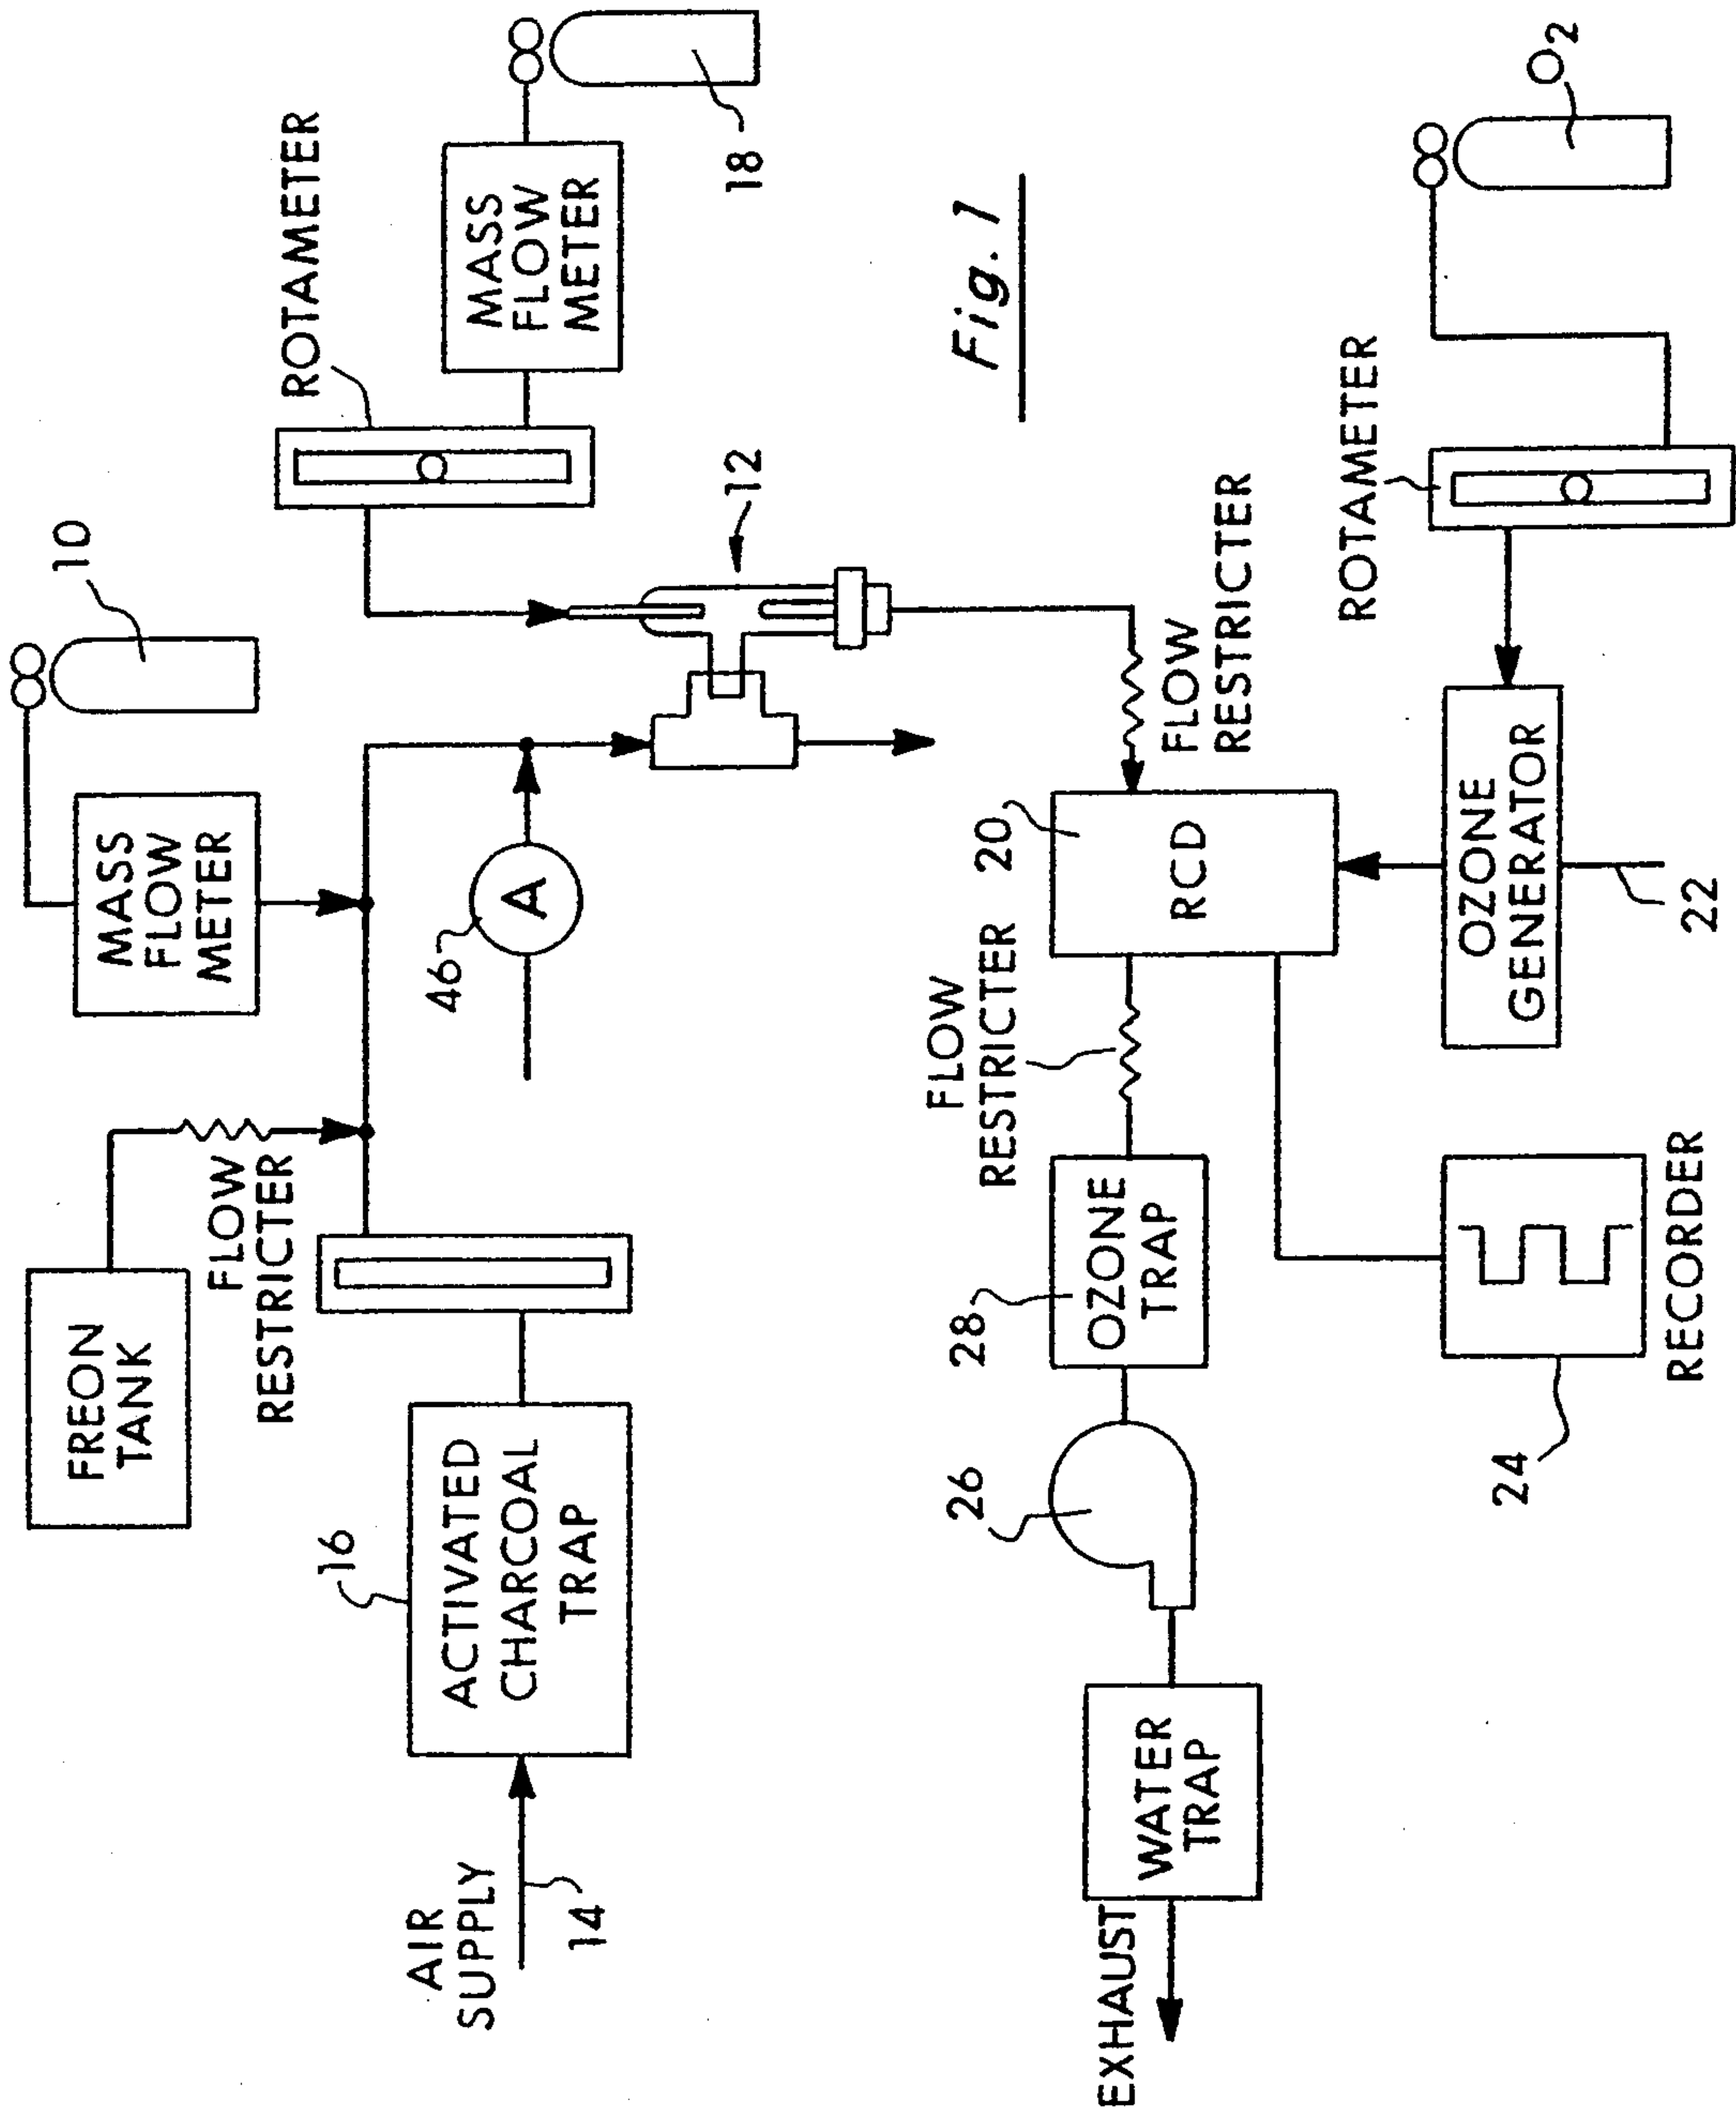 FREON
TANK
FLOW
RESTRICTER
MASS
FLOW
METER
10
ROTAMETER
MASS
FLOW
METER
18
AIR
SUPPLY
14
16
ACTIVATED
CHARCOAL
TRAP
46
A
12
Fig. 1
EXHAUST
WATER
TRAP
26
28
OZONE
TRAP
FLOW
RESTRICTER
20
RCD
FLOW
RESTRICTER
24
RECORDER
OZONE
GENERATOR
22
ROTAMETER
O2